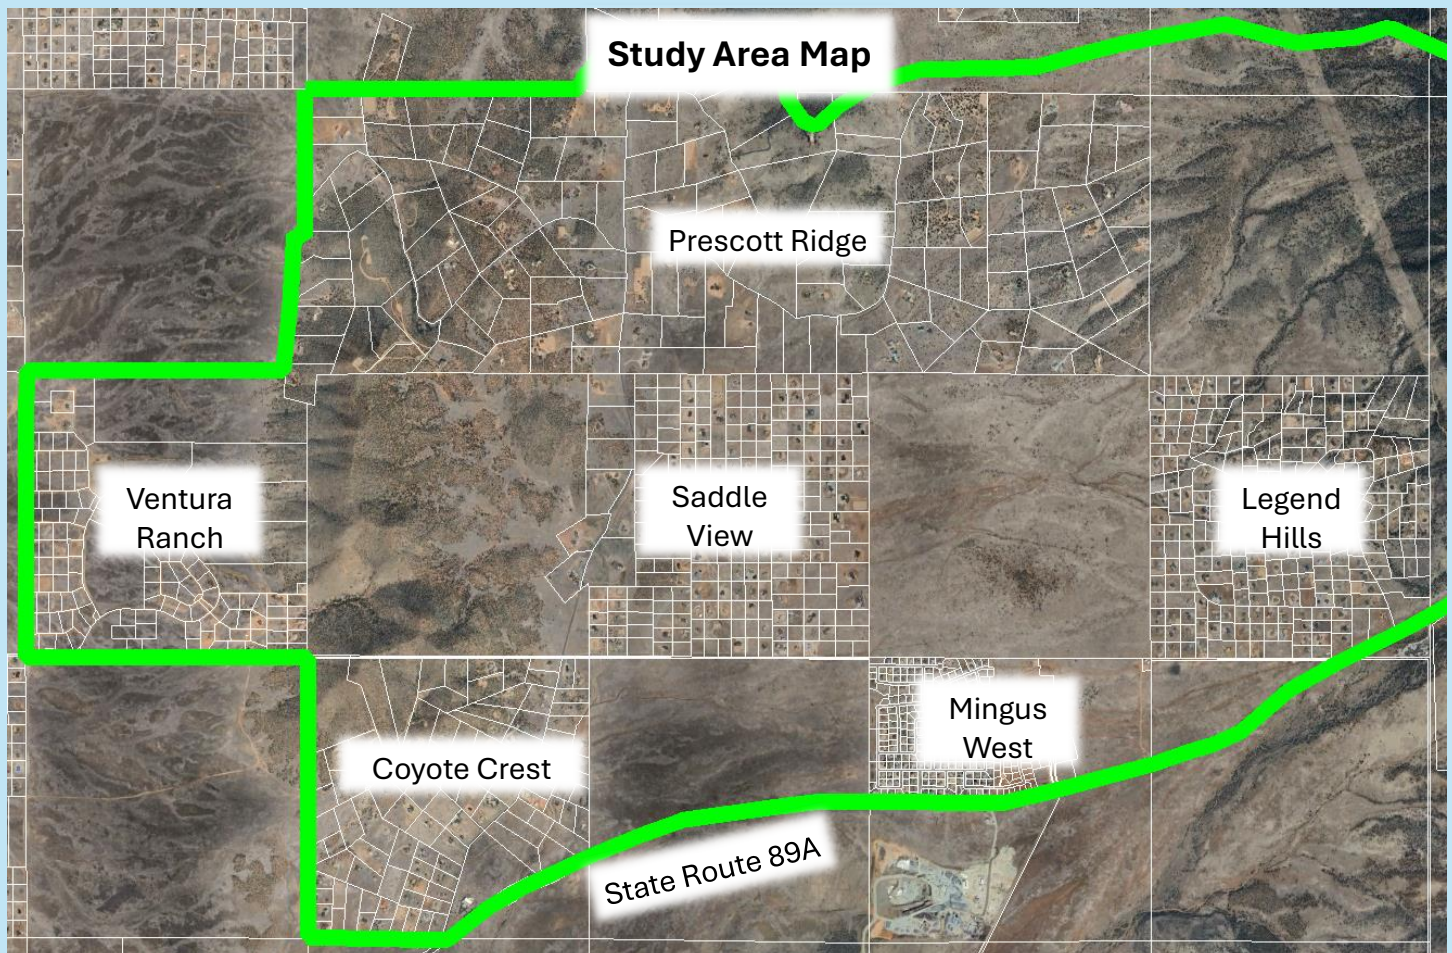 Study Area Map
Prescott Ridge
Ventura
Ranch
Saddle
View
Legend
Hills
Mingus
West
Coyote Crest
State Route 89A